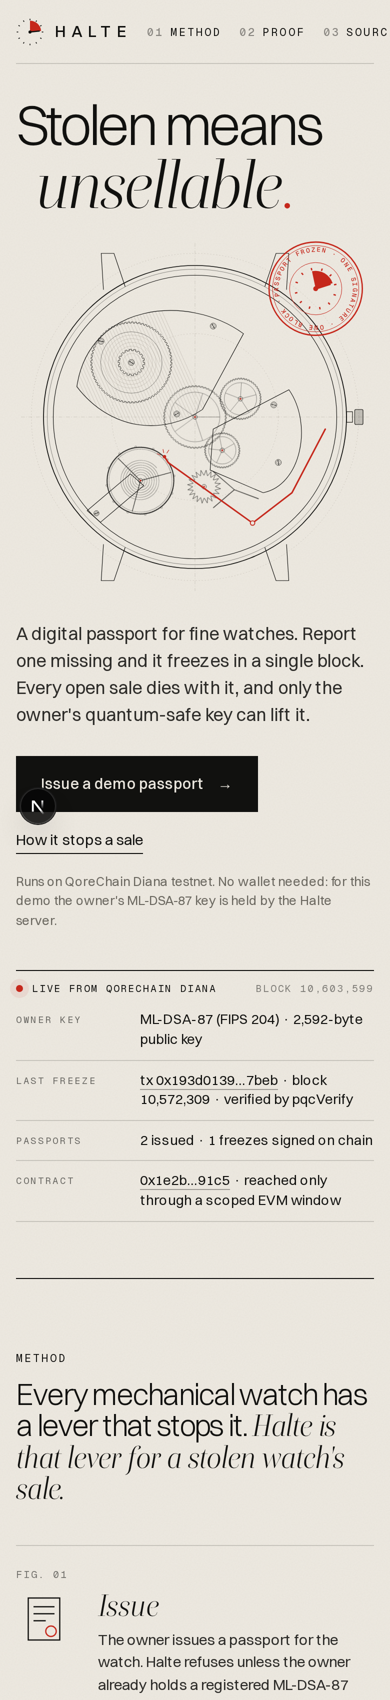 HALTE 01 METHOD 02 PROOF 03 SOURC
Stolen means
unsellable.
PASSPORT FROZEN · ONE SIGNATURE · ONE BLOCK ·
A digital passport for fine watches. Report
one missing and it freezes in a single block.
Every open sale dies with it, and only the
owner's quantum-safe key can lift it.
Issue a demo passport →
N
How it stops a sale
Runs on QoreChain Diana testnet. No wallet needed: for this
demo the owner's ML-DSA-87 key is held by the Halte
server.
LIVE FROM QORECHAIN DIANA BLOCK 10,603,599
OWNER KEY ML-DSA-87 (FIPS 204) · 2,592-byte
public key
LAST FREEZE tx 0x193d0139…7beb · block
10,572,309 · verified by pqcVerify
PASSPORTS 2 issued · 1 freezes signed on chain
CONTRACT 0x1e2b…91c5 · reached only
through a scoped EVM window
METHOD
Every mechanical watch has
a lever that stops it. Halte is
that lever for a stolen watch's
sale.
FIG. 01
Issue
The owner issues a passport for the
watch. Halte refuses unless the owner
already holds a registered ML-DSA-87